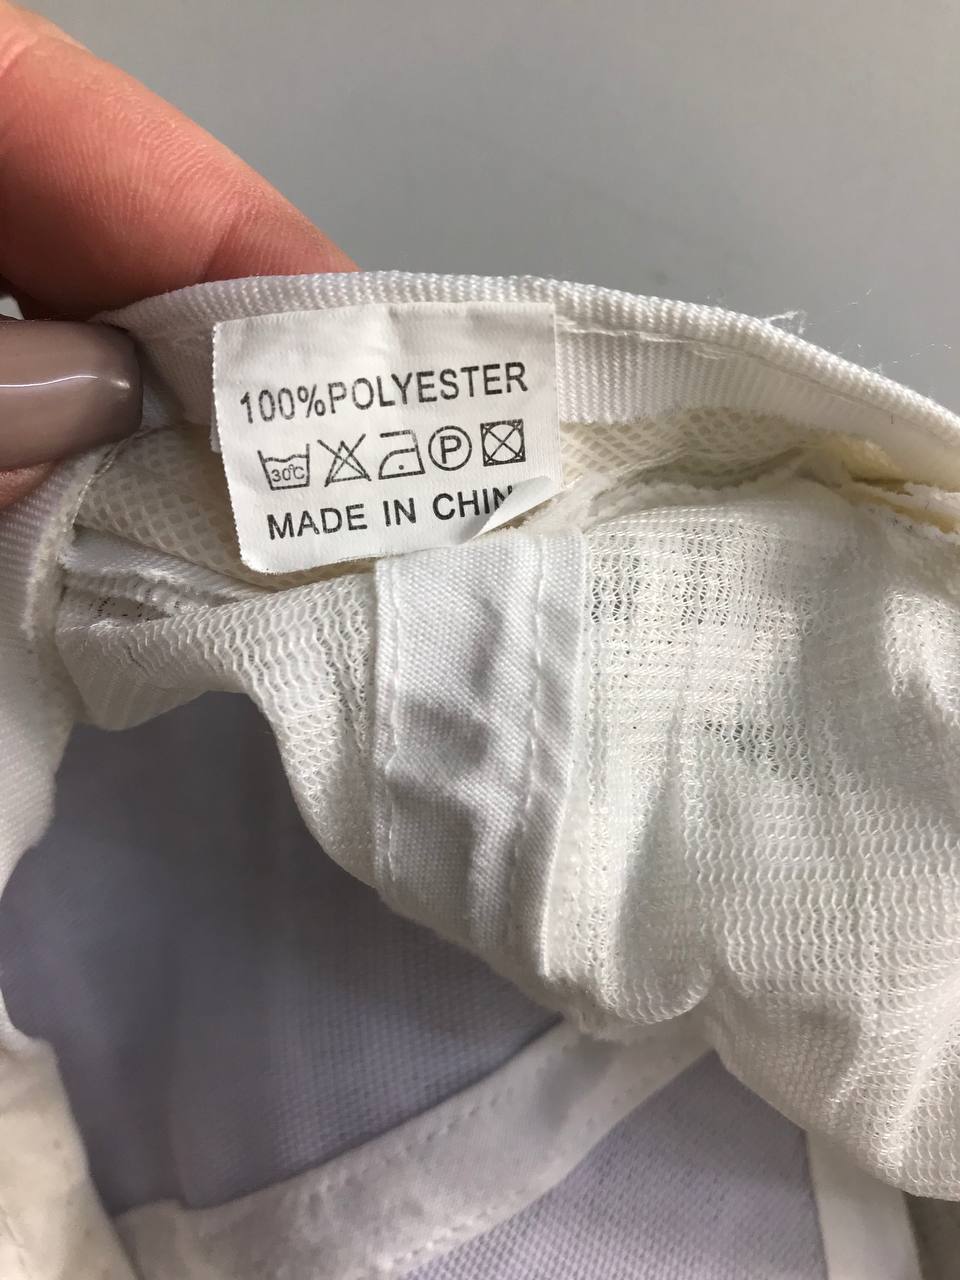 100%POLYESTER
30℃ P
MADE IN CHIN